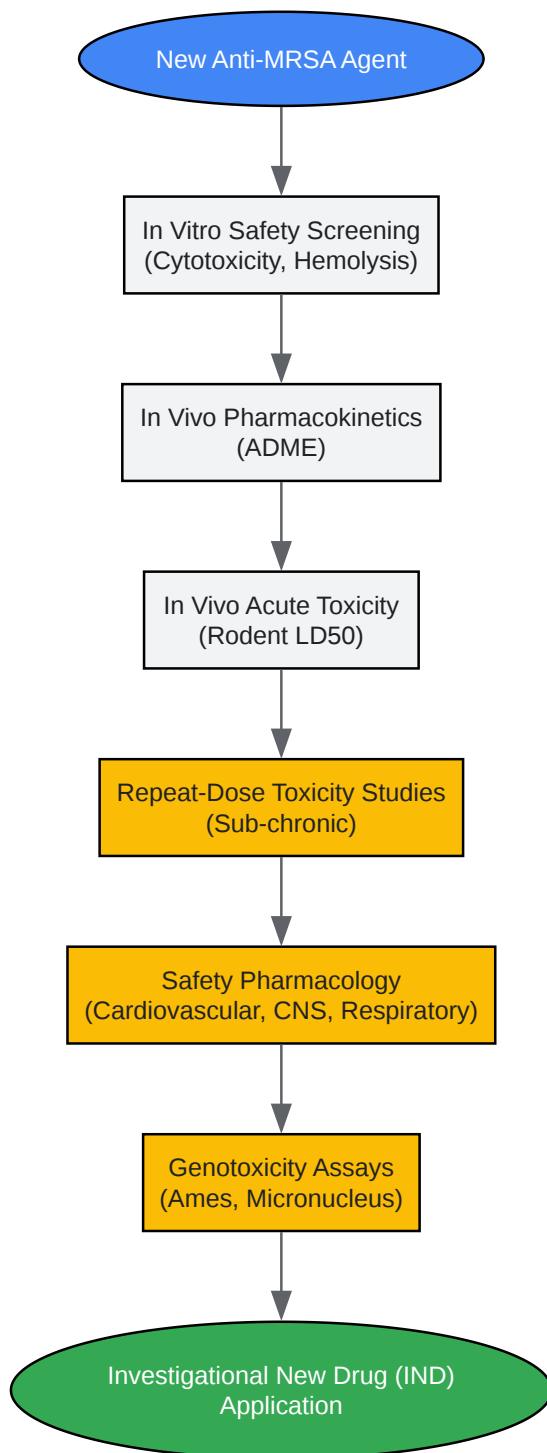 New Anti-MRSA Agent
In Vitro Safety Screening
(Cytotoxicity, Hemolysis)
In Vivo Pharmacokinetics
(ADME)
In Vivo Acute Toxicity
(Rodent LD50)
Repeat-Dose Toxicity Studies
(Sub-chronic)
Safety Pharmacology
(Cardiovascular, CNS, Respiratory)
Genotoxicity Assays
(Ames, Micronucleus)
Investigational New Drug (IND)
Application